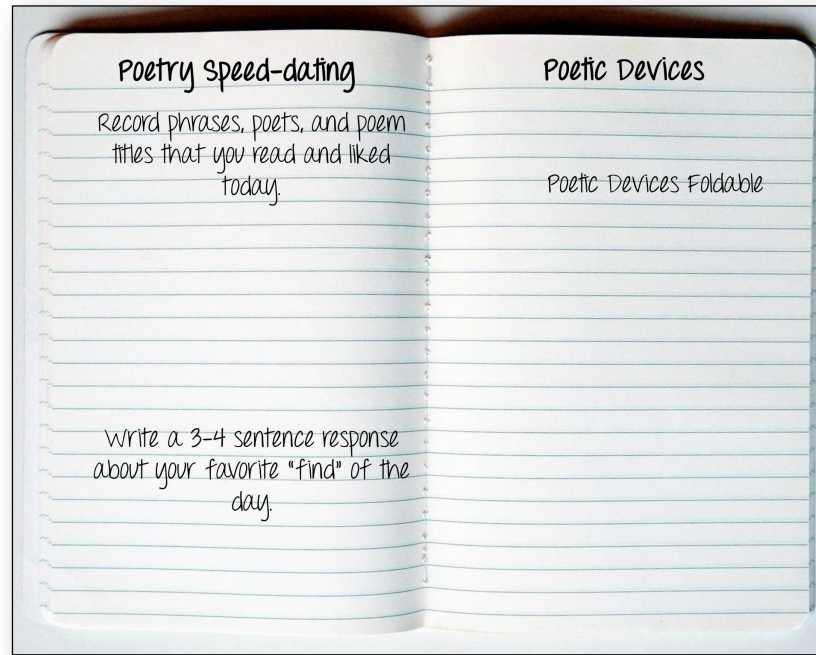 Poetry Speed-dating
Record phrases, poets, and poem
titles that you read and liked
today.
Write a 3-4 sentence response
about your favorite "find" of the
day.
Poetic Devices
Poetic Devices Foldable